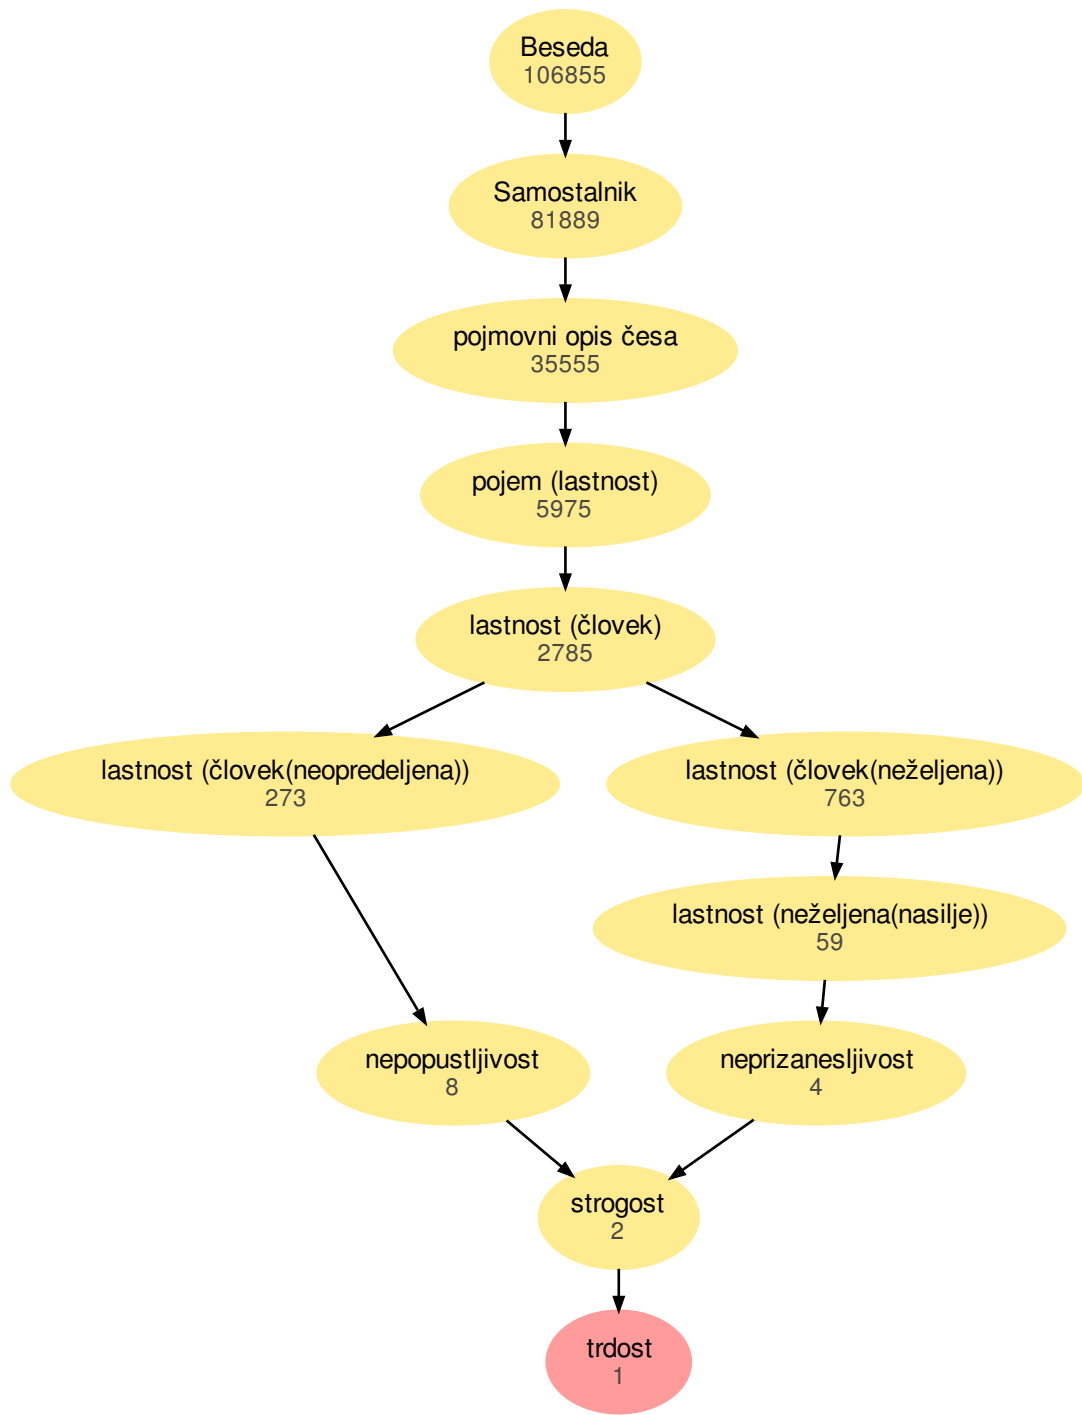 Beseda
106855
Samostalnik
81889
pojmovni opis česa
35555
pojem (lastnost)
5975
lastnost (človek)
2785
lastnost (človek(neopredeljena))
273
lastnost (človek(neželjena))
763
lastnost (neželjena(nasilje))
59
nepopustljivost
8
neprizanesljivost
4
strogost
2
trdost
1